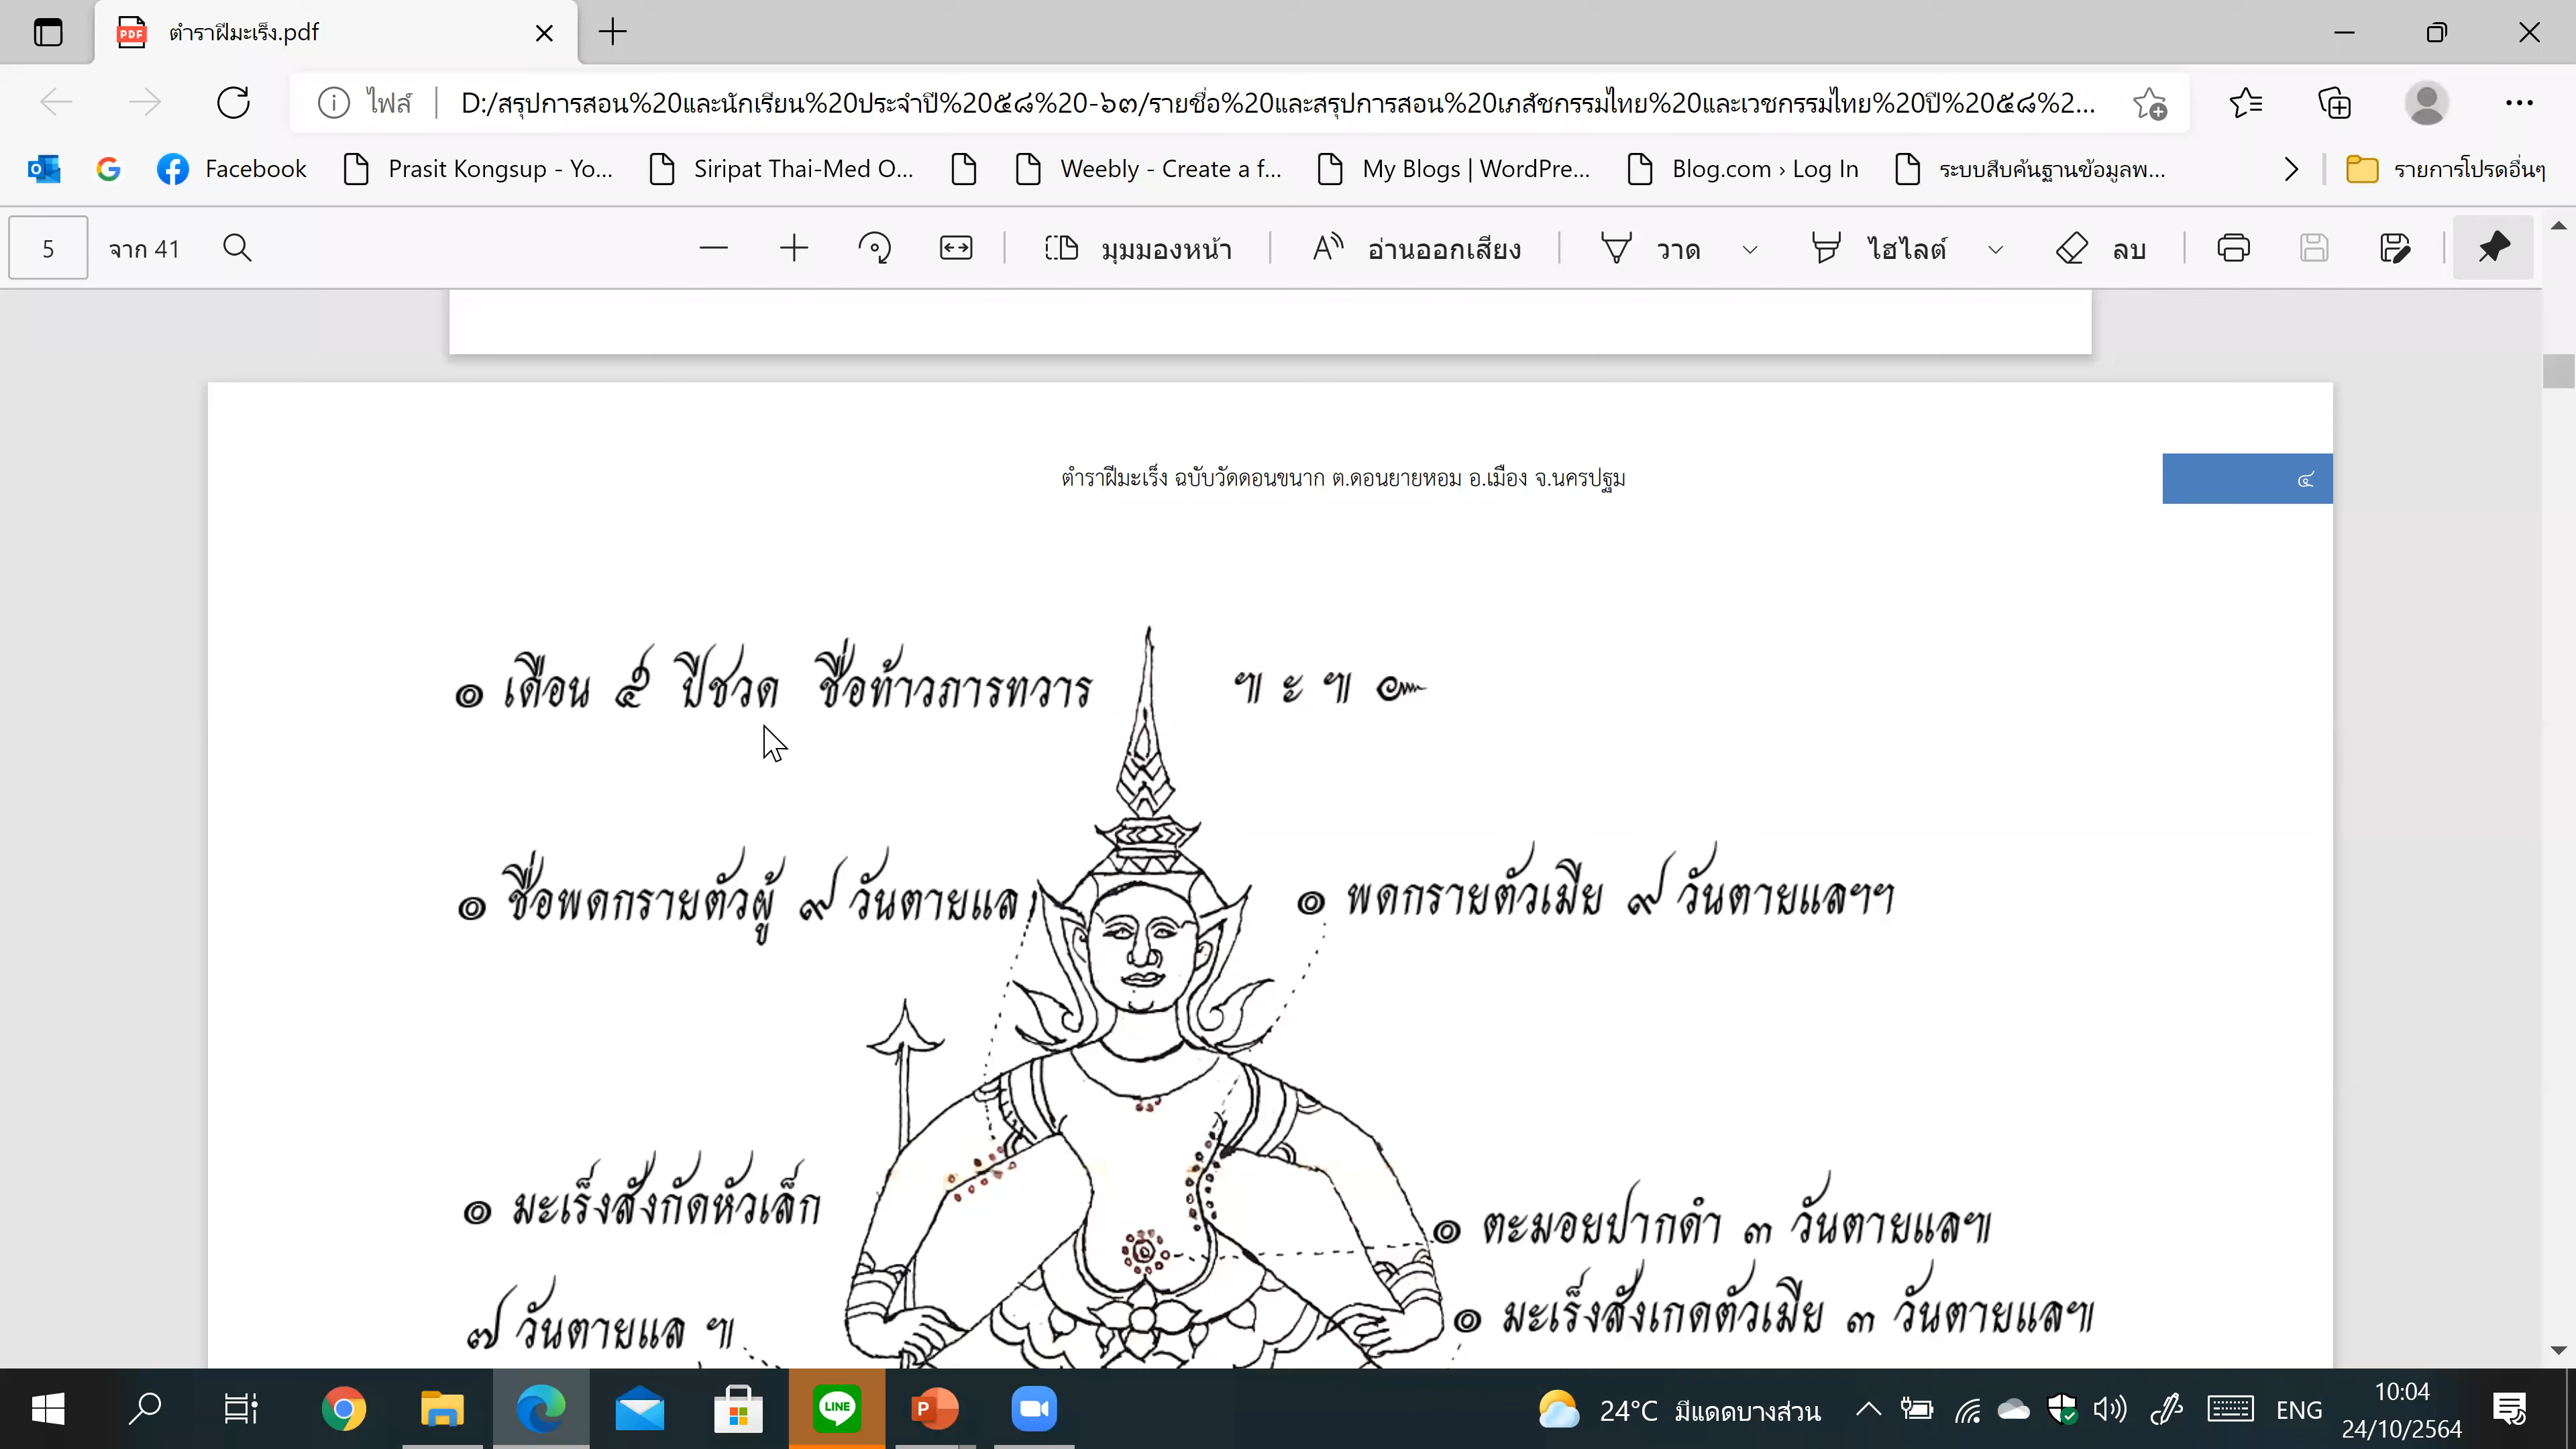 ตำราฝีมะเร็ง.pdf
ไฟล์
D:/สรุปการสอน%20และนักเรียน%20ประจำปี%20๕๘%20-๖๓/รายชื่อ%20และสรุปการสอน%20เภสัชกรรมไทย%20และเวชกรรมไทย%20ปี%20๕๘%2...
Facebook
Prasit Kongsup - Yo...
Siripat Thai-Med O...
Weebly - Create a f...
My Blogs | WordPre...
Blog.com › Log In
ระบบสืบค้นฐานข้อมูลพ...
รายการโปรดอื่นๆ
5 จาก 41
มุมมองหน้า
อ่านออกเสียง
วาด
ไฮไลต์
ลบ
ตำราฝีมะเร็ง ฉบับวัดดอนขนาก ต.ดอนยายหอม อ.เมือง จ.นครปฐม
๔
๏ เดือน ๕ ปีชวด ชื่อท้าวภารทวาร ๚ ะ ๚ ๛
๏ ชื่อพดกรายตัวผู้ ๙ วันตายแล
๏ พดกรายตัวเมีย ๙ วันตายแลฯฯ
๏ มะเร็งสังกัดหัวเล็ก
๗ วันตายแล ๚
๏ ตะมอยปากดำ ๓ วันตายแล๚
๏ มะเร็งสังเกดตัวเมีย ๓ วันตายแล๚
LINE
24°C มีแดดบางส่วน
ENG
10:04
24/10/2564